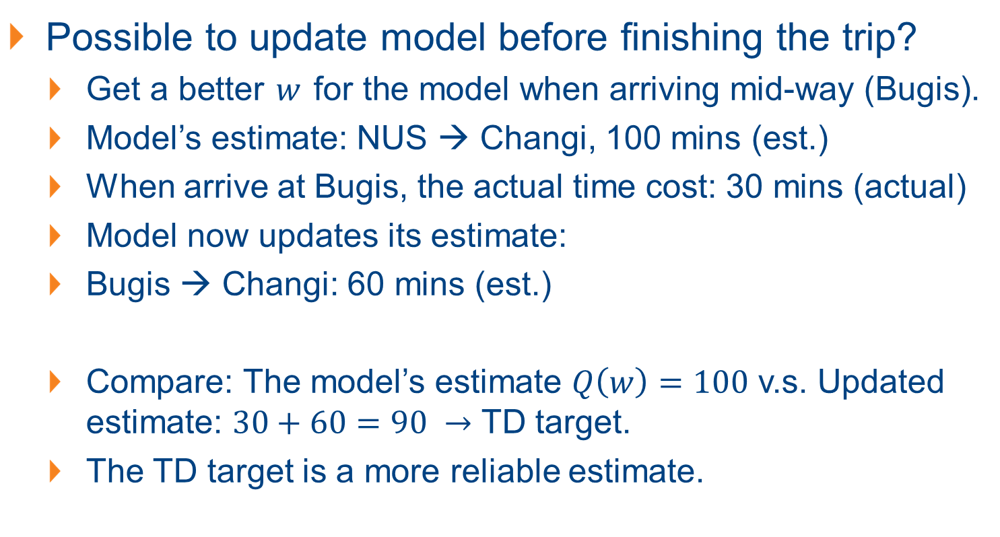 Possible to update model before finishing the trip?
Get a better w for the model when arriving mid-way (Bugis).
Model’s estimate: NUS → Changi, 100 mins (est.)
When arrive at Bugis, the actual time cost: 30 mins (actual)
Model now updates its estimate:
Bugis → Changi: 60 mins (est.)
Compare: The model’s estimate Q(w) = 100 v.s. Updated
estimate: 30 + 60 = 90 → TD target.
The TD target is a more reliable estimate.